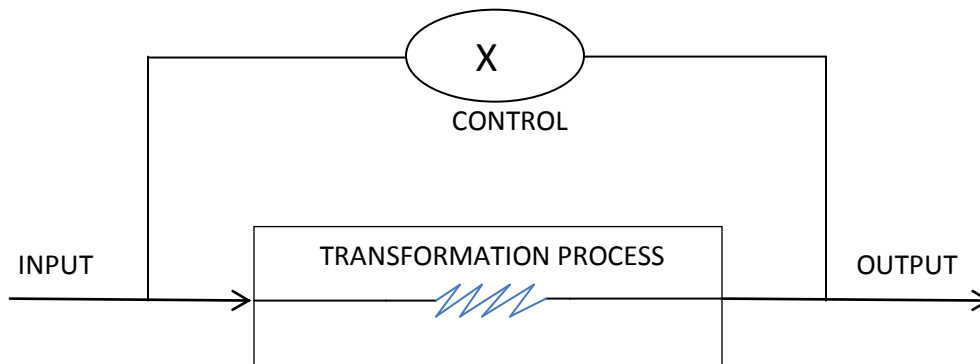 X
CONTROL
TRANSFORMATION PROCESS
INPUT
OUTPUT